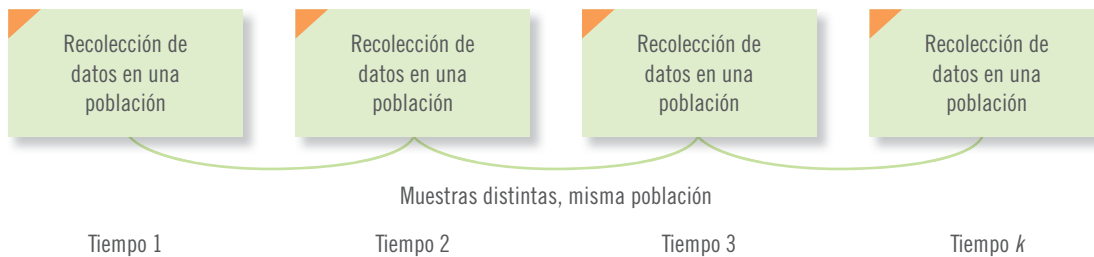 Recolección de
datos en una
población
Recolección de
datos en una
población
Recolección de
datos en una
población
Recolección de
datos en una
población
Muestras distintas, misma población
Tiempo 1
Tiempo 2
Tiempo 3
Tiempo k